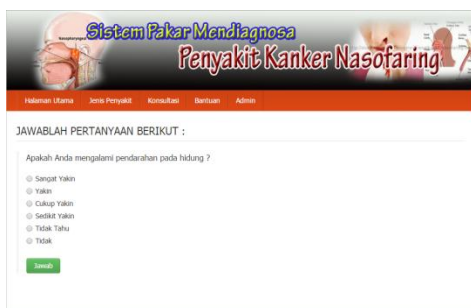 Sistem Pakar Mendiagnosa
Penyakit Kanker Nasofaring
Halaman Utama Jenis Penyakit Konsultasi Bantuan Admin
JAWABLAH PERTANYAAN BERIKUT :
Apakah Anda mengalami pendarahan pada hidung ?
Sangat Yakin
Yakin
Cukup Yakin
Sedikit Yakin
Tidak Tahu
Tidak
Jawab